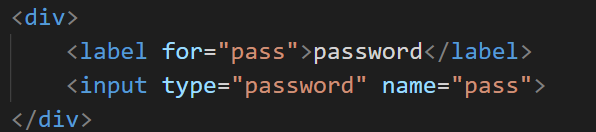 <div>
<label for="pass">password</label>
<input type="password" name="pass">
</div>